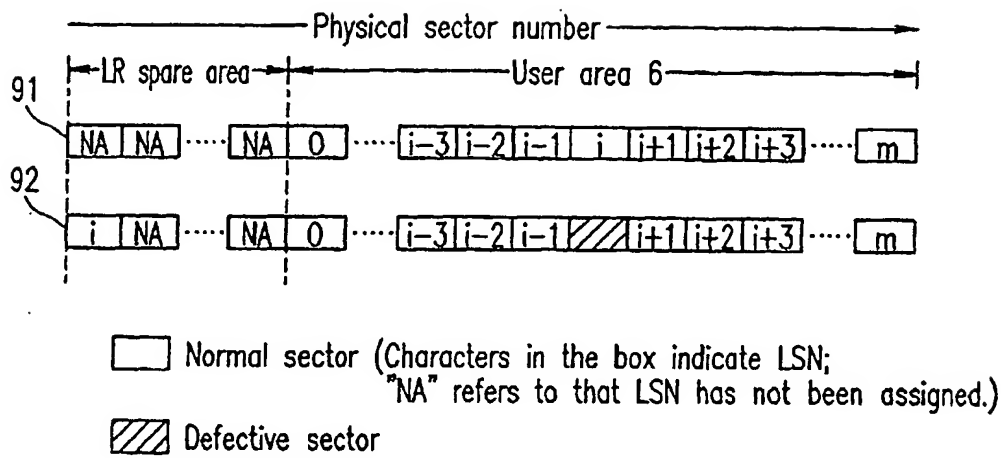 Physical sector number
LR spare area User area 6
91
NA NA ····· NA 0 ····· i-3 i-2 i-1 i i+1 i+2 i+3 ····· m
92
i NA ····· NA 0 ····· i-3 i-2 i-1 i+1 i+2 i+3 ····· m
Normal sector (Characters in the box indicate LSN;
"NA" refers to that LSN has not been assigned.)
Defective sector